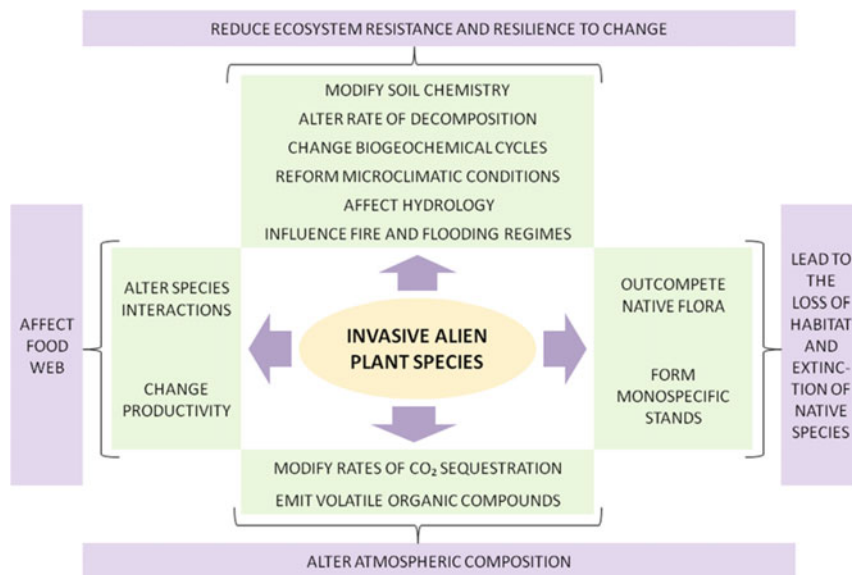 REDUCE ECOSYSTEM RESISTANCE AND RESILIENCE TO CHANGE
MODIFY SOIL CHEMISTRY
ALTER RATE OF DECOMPOSITION
CHANGE BIOGEOCHEMICAL CYCLES
REFORM MICROCLIMATIC CONDITIONS
AFFECT HYDROLOGY
INFLUENCE FIRE AND FLOODING REGIMES
AFFECT
FOOD
WEB
ALTER SPECIES
INTERACTIONS
CHANGE
PRODUCTIVITY
INVASIVE ALIEN
PLANT SPECIES
OUTCOMPETE
NATIVE FLORA
FORM
MONOSPECIFIC
STANDS
LEAD TO
THE
LOSS OF
HABITAT
AND
EXTINC-
TION OF
NATIVE
SPECIES
MODIFY RATES OF CO₂ SEQUESTRATION
EMIT VOLATILE ORGANIC COMPOUNDS
ALTER ATMOSPHERIC COMPOSITION